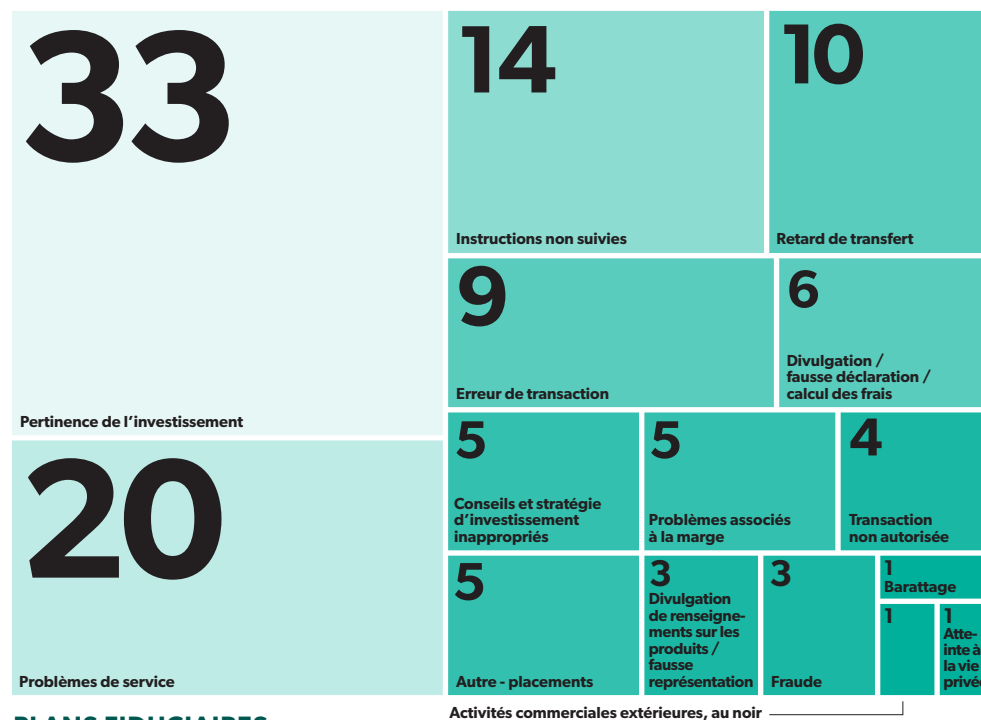 33
Pertinence de l'investissement
20
Problèmes de service
14
Instructions non suivies
10
Retard de transfert
9
Erreur de transaction
6
Divulgation /
fausse déclaration /
calcul des frais
5
Conseils et stratégie
d'investissement
inappropriés
5
Problèmes associés
à la marge
4
Transaction
non autorisée
5
Autre - placements
3
Divulgation
de renseigne-
ments sur les
produits /
fausse
représentation
3
Fraude
1
Barattage
1
1
Atte-
inte à
la vie
privée
Activités commerciales extérieures, au noir
PLANS FIDUCIAIRES